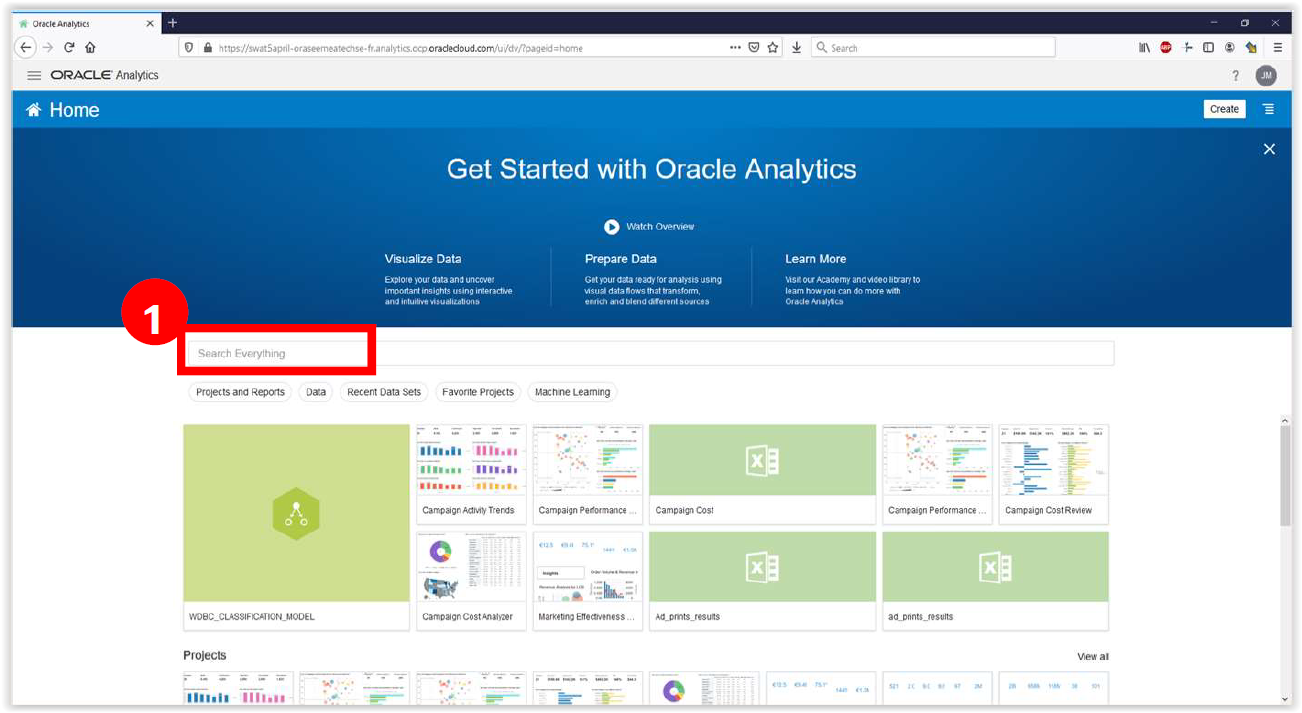 Oracle Analytics
https://swat5april-oraseemeatechse-fr.analytics.ocp.oraclecloud.com/ui/dv/?pageid=home
Search
ABP
ORACLE Analytics
?
JM
Home
Create
Get Started with Oracle Analytics
Watch Overview
Visualize Data
Explore your data and uncover
important insights using interactive
and intuitive visualizations
Prepare Data
Get your data ready for analysis using
visual data flows that transform,
enrich and blend different sources
Learn More
Visit our Academy and video library to
learn how you can do more with
Oracle Analytics
1
Search Everything
Projects and Reports
Data
Recent Data Sets
Favorite Projects
Machine Learning
Campaign Activity Trends
Campaign Performance ...
Campaign Cost
Campaign Performance ...
Campaign Cost Review
WDBC_CLASSIFICATION_MODEL
Campaign Cost Analyzer
Insights
Marketing Effectiveness ...
Ad_prints_results
ad_prints_results
Projects
View all